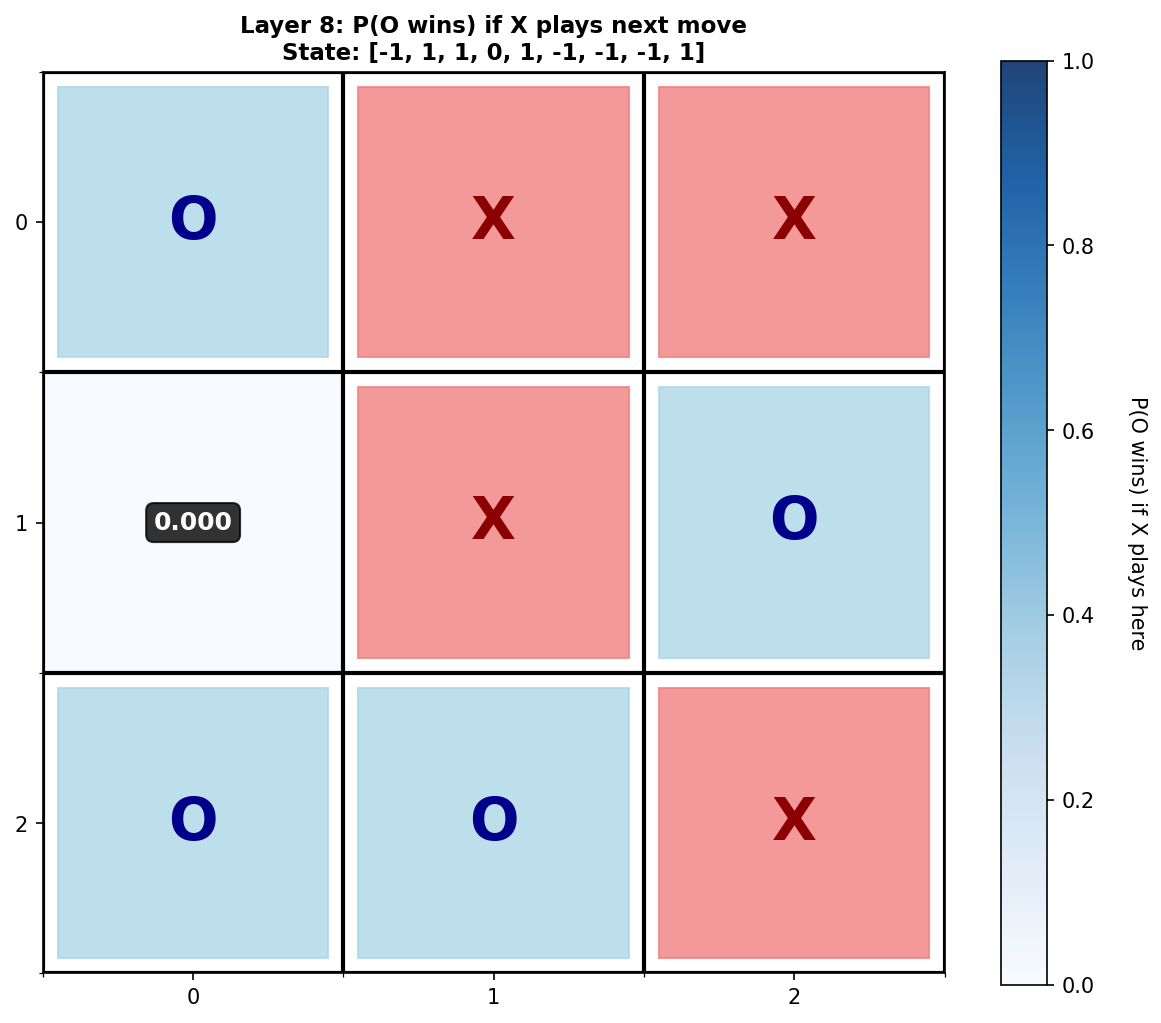 Layer 8: P(O wins) if X plays next move
State: [-1, 1, 1, 0, 1, -1, -1, -1, 1]
O X X
0
0.000 X O
1
O O X
2
0 1 2
1.0
0.8
0.6
0.4
0.2
0.0
P(O wins) if X plays here